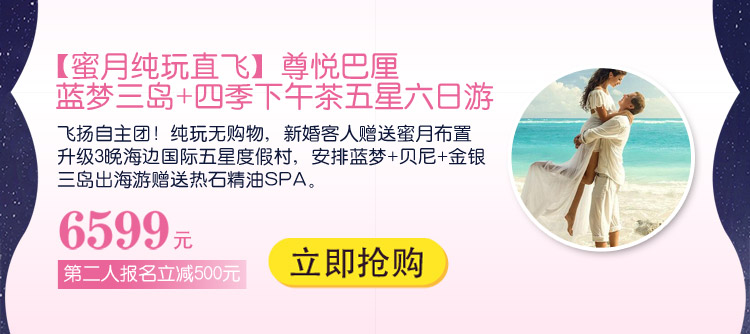 【蜜月纯玩直飞】尊悦巴厘
蓝梦三岛+四季下午茶五星六日游
飞扬自主团！纯玩无购物，新婚客人赠送蜜月布置
升级3晚海边国际五星度假村，安排蓝梦+贝尼+金银
三岛出海游赠送热石精油SPA。
6599元
第二人报名立减500元
立即抢购